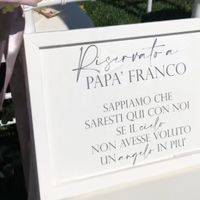 Riservato a
PAPA' FRANCO
SAPPIAMO CHE
SARESTI QUI CON NOI
SE IL cielo
NON AVESSE VOLUTO
UN angelo IN PIU'